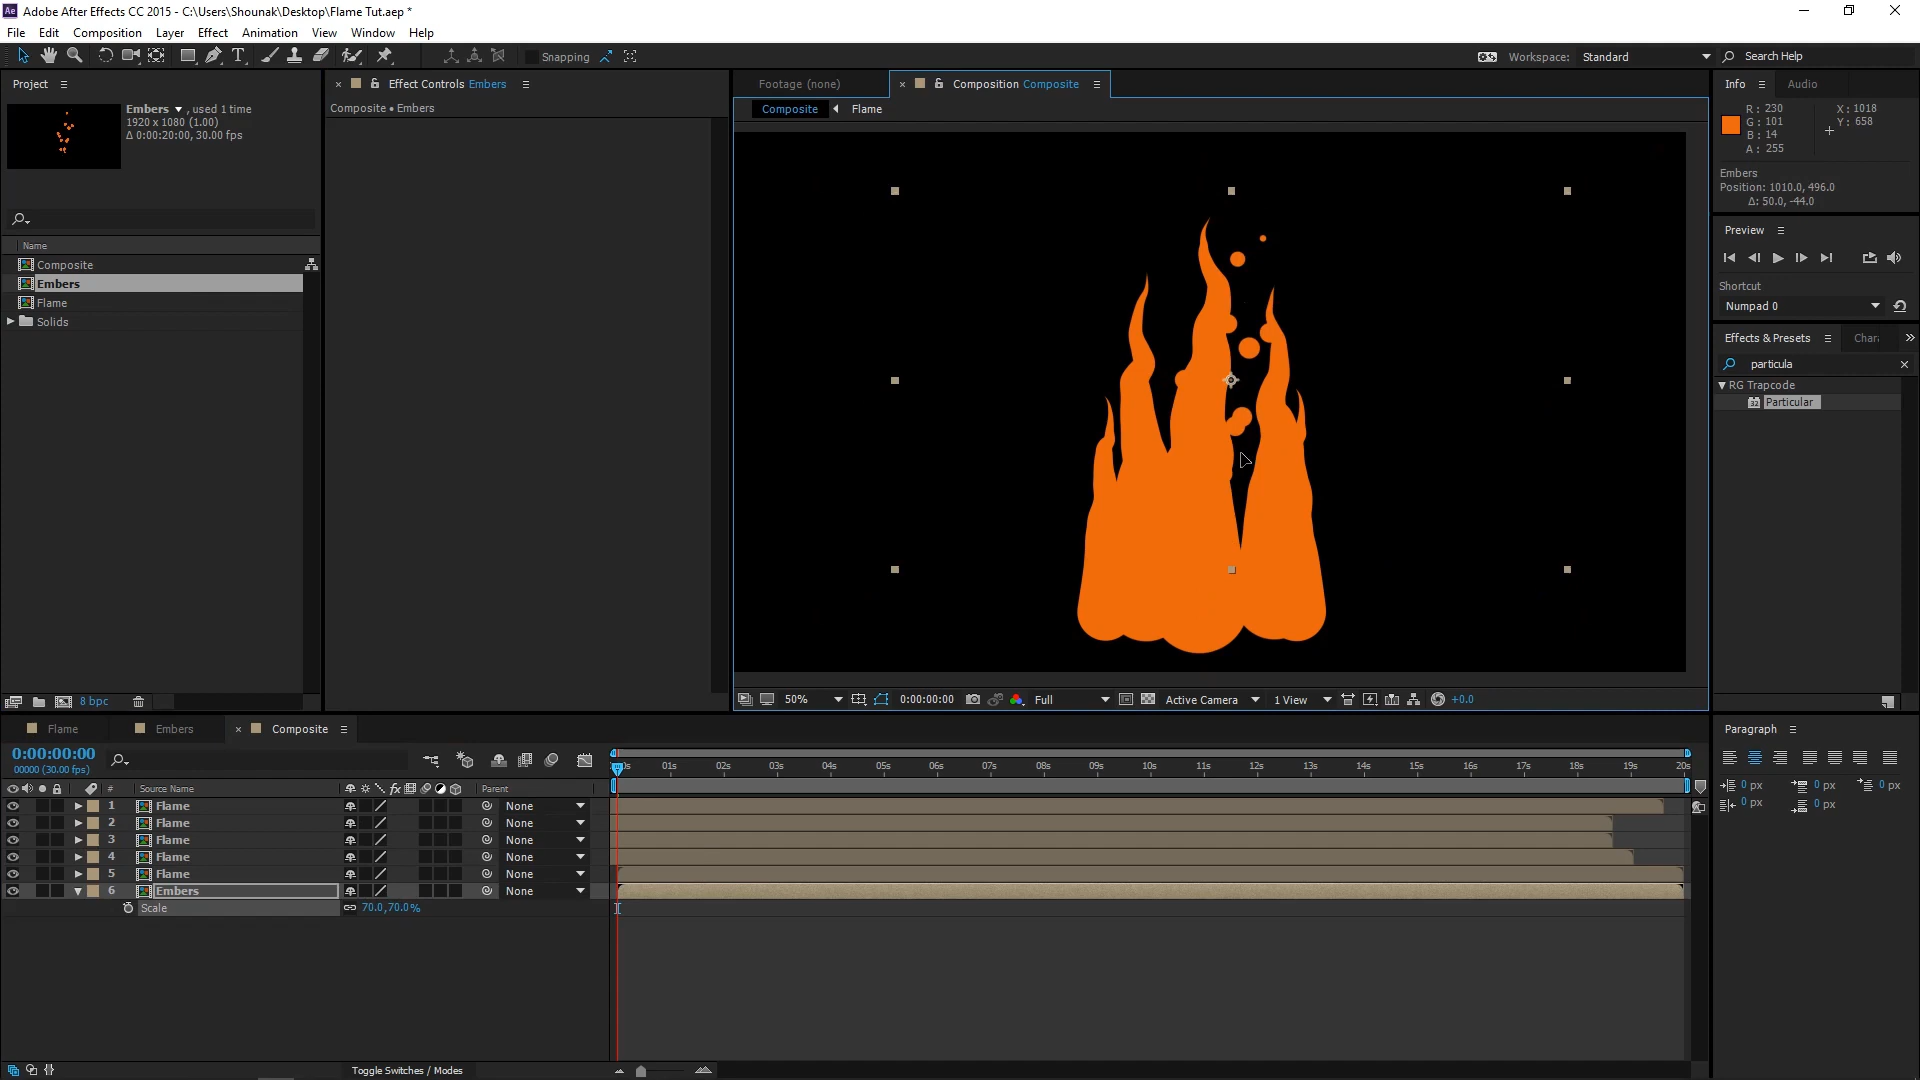 Adobe After Effects CC 2015 - C:\Users\Shounak\Desktop\Flame Tut.aep *
File Edit Composition Layer Effect Animation View Window Help
Snapping
Workspace: Standard
Search Help
Project
Embers , used 1 time
1920 x 1080 (1.00)
Δ 0:00:20:00, 30.00 fps
Name
Composite
Embers
Flame
Solids
8 bpc
Effect Controls Embers
Composite • Embers
Footage (none)
Composition Composite
Composite Flame
50%
0:00:00:00
Full
Active Camera
1 View
+0.0
Info Audio
R: 230
G: 101
B: 14
A: 255
X: 1018
Y: 658
Embers
Position: 1010.0, 496.0
Δ: 50.0, -44.0
Preview
Shortcut
Numpad 0
Effects & Presets
particula
RG Trapcode
Particular
Flame Embers Composite
0:00:00:00
00000 (30.00 fps)
# Source Name Parent
01s 02s 03s 04s 05s 06s 07s 08s 09s 10s 11s 12s 13s 14s 15s 16s 17s 18s 19s 20s
1 Flame None
2 Flame None
3 Flame None
4 Flame None
5 Flame None
6 Embers None
Scale 70.0,70.0%
Toggle Switches / Modes
Paragraph
0 px 0 px 0 px
0 px 0 px